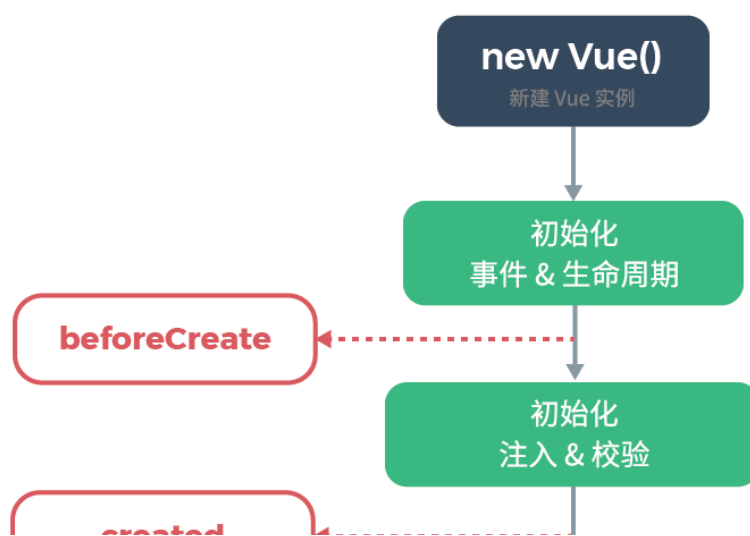 new Vue()
新建 Vue 实例
初始化
事件 & 生命周期
beforeCreate
初始化
注入 & 校验
created